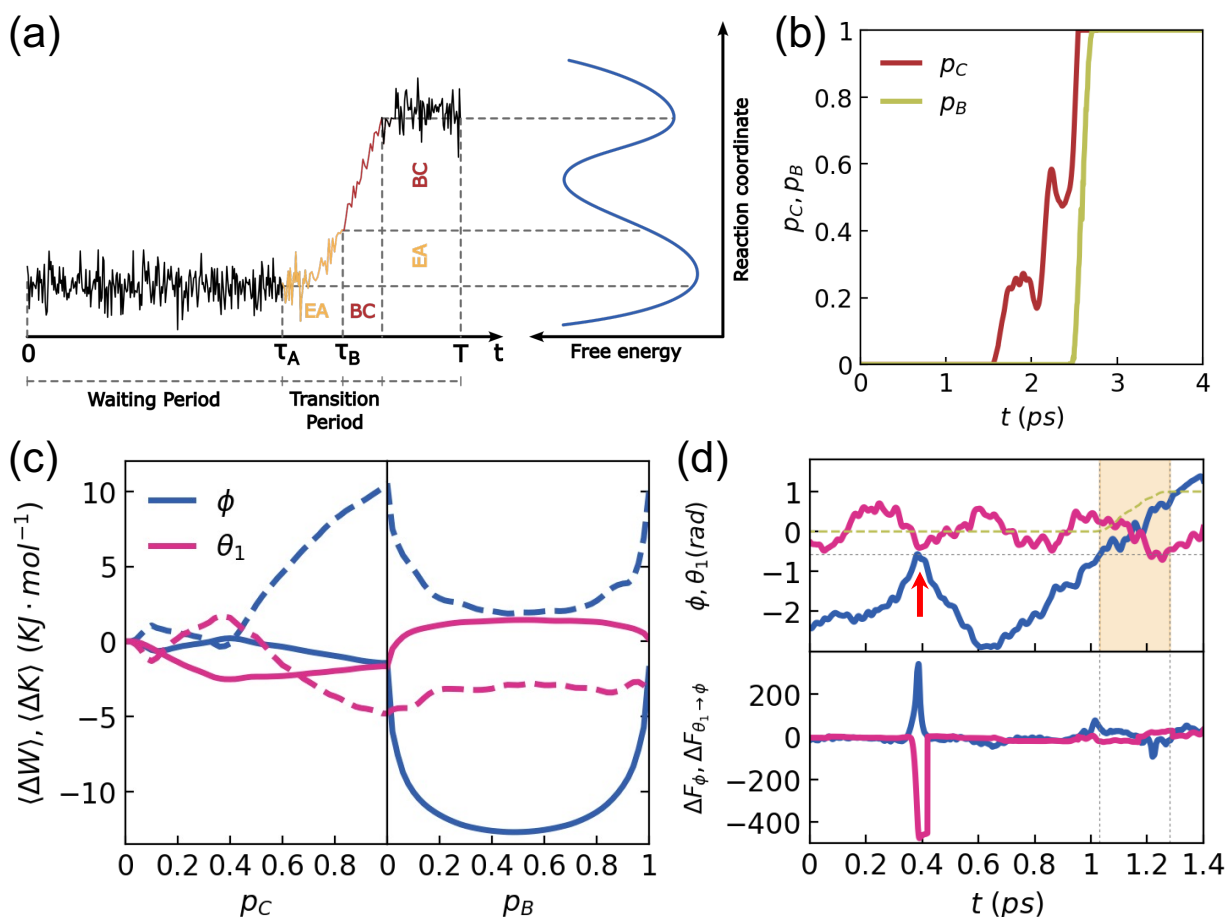 (a)
EA
BC
BC
EA
0
τA
τB
T
t
Waiting Period
Transition
Period
Free energy
Reaction coordinate
(b)
pC
pB
pC, pB
1
0.8
0.6
0.4
0.2
0
0 1 2 3 4
t (ps)
(c)
ϕ
θ1
⟨ΔW⟩, ⟨ΔK⟩ (KJ · mol−1)
10
5
0
−5
−10
0 0.2 0.4 0.6 0.8 0 0.2 0.4 0.6 0.8 1
pC
pB
(d)
ϕ, θ1(rad)
1
0
−1
−2
ΔFϕ, ΔFθ1→ϕ
200
0
−200
−400
0.0 0.2 0.4 0.6 0.8 1.0 1.2 1.4
t (ps)